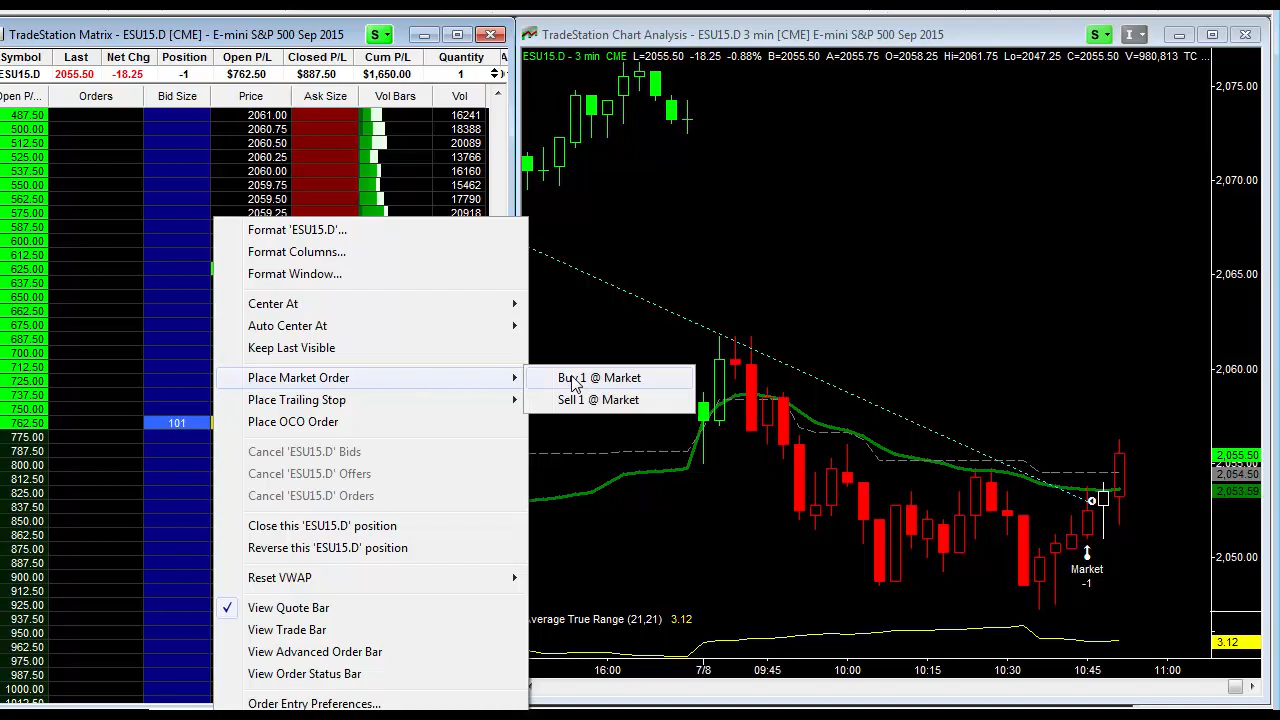 TradeStation Matrix - ESU15.D [CME] - E-mini S&P 500 Sep 2015
S
Symbol Last Net Chg Position Open P/L Closed P/L Cum P/L Quantity
ESU15.D 2055.50 -18.25 -1 $762.50 $887.50 $1,650.00 1
Open P/... Orders Bid Size Price Ask Size Vol Bars Vol
487.50 2061.00 16241
500.00 2060.75 18388
512.50 2060.50 20089
525.00 2060.25 13766
537.50 2060.00 16160
550.00 2059.75 15462
562.50 2059.50 17790
575.00 2059.25 20918
587.50
600.00
612.50
625.00
637.50
650.00
662.50
675.00
687.50
700.00
712.50
725.00
737.50
750.00
762.50 101
775.00
787.50
800.00
812.50
825.00
837.50
850.00
862.50
875.00
887.50
900.00
912.50
925.00
937.50
950.00
962.50
975.00
987.50
1000.00
Format 'ESU15.D'...
Format Columns...
Format Window...
Center At
Auto Center At
Keep Last Visible
Place Market Order
Place Trailing Stop
Place OCO Order
Cancel 'ESU15.D' Bids
Cancel 'ESU15.D' Offers
Cancel 'ESU15.D' Orders
Close this 'ESU15.D' position
Reverse this 'ESU15.D' position
Reset VWAP
View Quote Bar
View Trade Bar
View Advanced Order Bar
View Order Status Bar
Order Entry Preferences...
Buy 1 @ Market
Sell 1 @ Market
TradeStation Chart Analysis - ESU15.D 3 min [CME] E-mini S&P 500 Sep 2015
S I
ESU15.D - 3 min CME L=2055.50 -18.25 -0.88% B=2055.50 A=2055.75 O=2058.25 Hi=2061.75 Lo=2047.25 C=2055.50 V=980,813 TC ...
2,075.00
2,070.00
2,065.00
2,060.00
2,055.50
2,054.50
2,053.59
2,050.00
Market
-1
Average True Range (21,21) 3.12
3.12
16:00 7/8 09:45 10:00 10:15 10:30 10:45 11:00